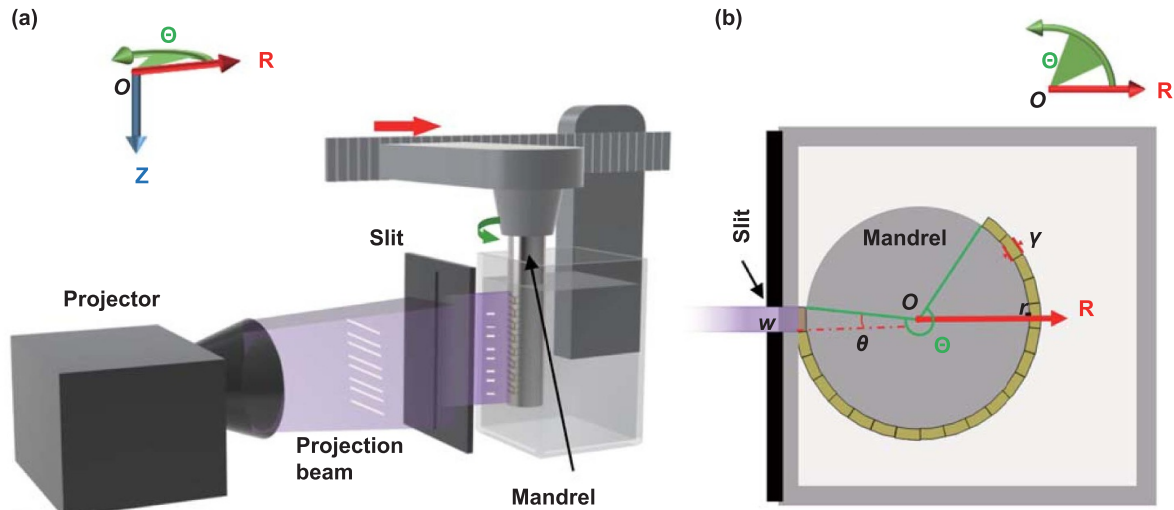 (a)
Θ
R
O
Z
Slit
Projector
Projection
beam
Mandrel
(b)
Θ
O
R
Slit
Mandrel
γ
O
r
R
w
θ
Θ